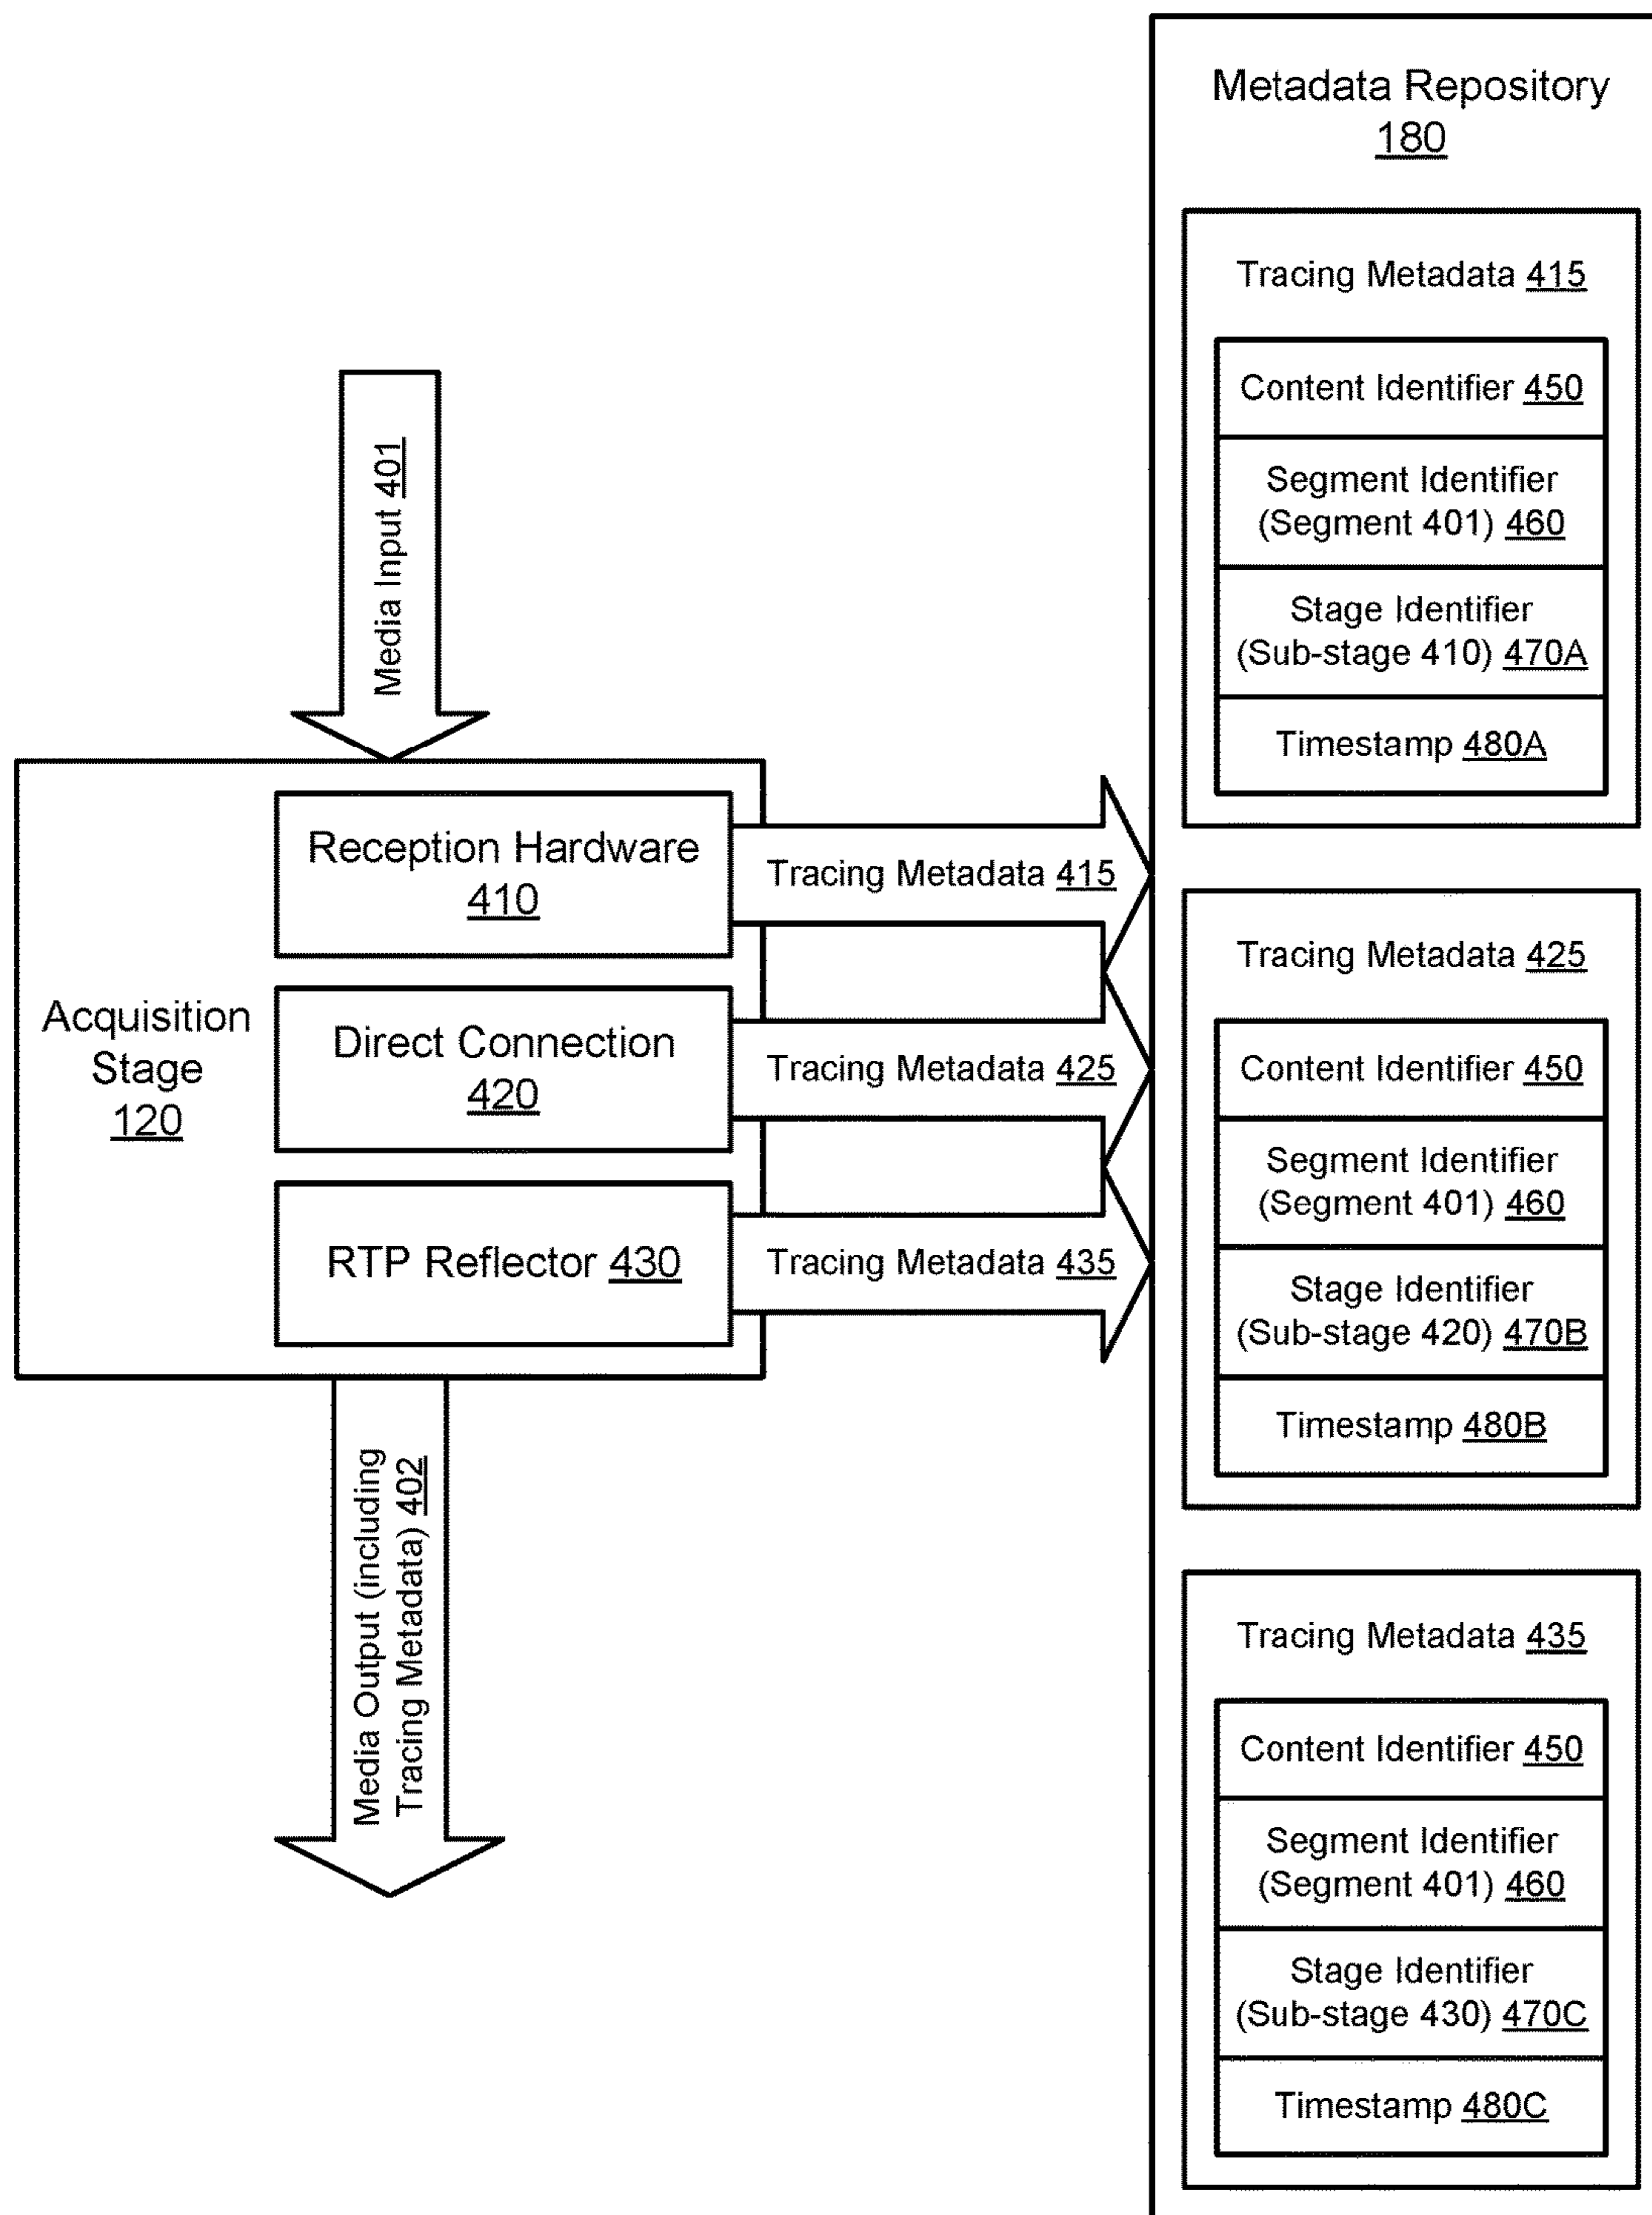 Media Input 401
Acquisition
Stage
120
Reception Hardware
410
Direct Connection
420
RTP Reflector 430
Tracing Metadata 415
Tracing Metadata 425
Tracing Metadata 435
Media Output (including
Tracing Metadata) 402
Metadata Repository
180
Tracing Metadata 415
Content Identifier 450
Segment Identifier
(Segment 401) 460
Stage Identifier
(Sub-stage 410) 470A
Timestamp 480A
Tracing Metadata 425
Content Identifier 450
Segment Identifier
(Segment 401) 460
Stage Identifier
(Sub-stage 420) 470B
Timestamp 480B
Tracing Metadata 435
Content Identifier 450
Segment Identifier
(Segment 401) 460
Stage Identifier
(Sub-stage 430) 470C
Timestamp 480C